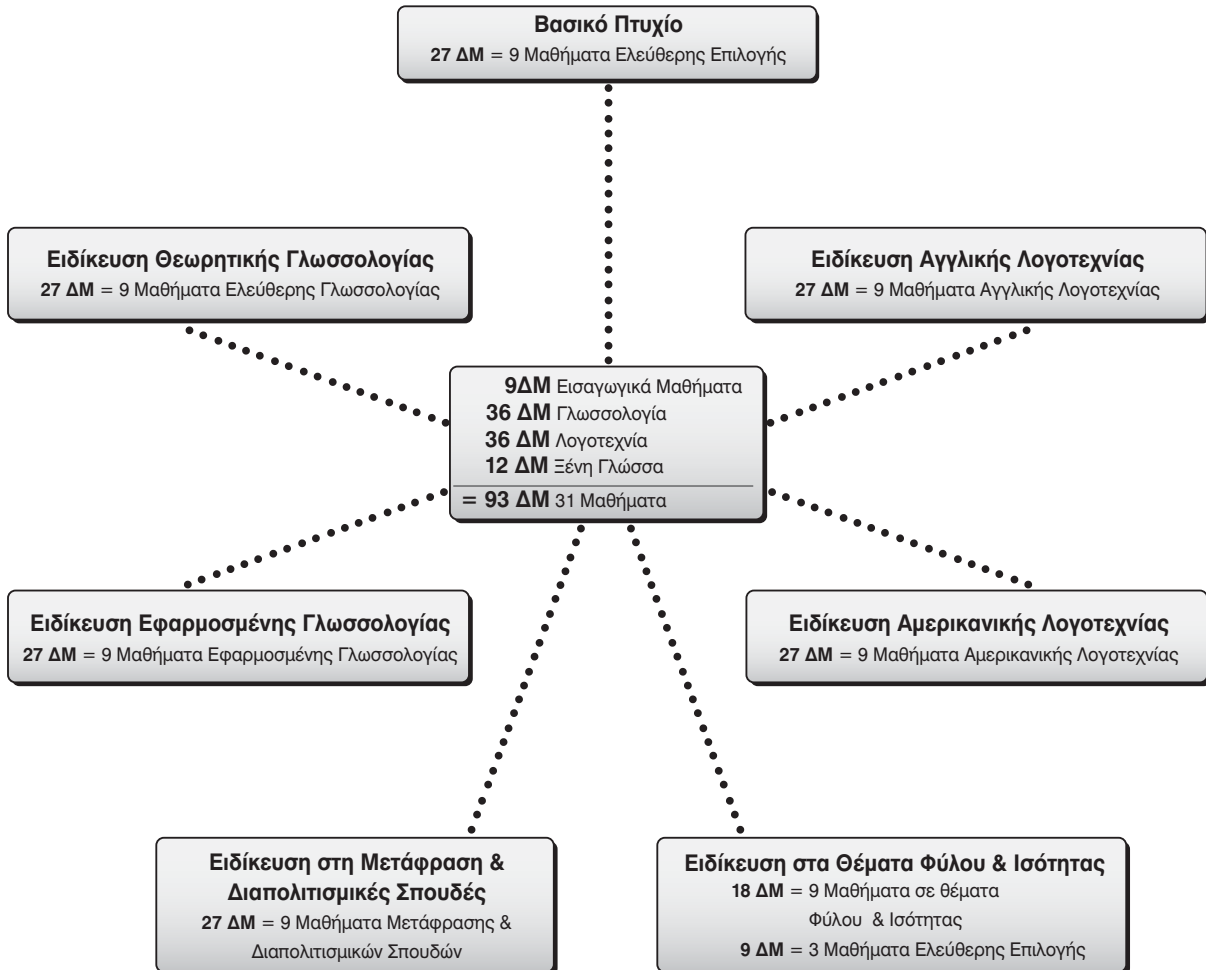 Βασικό Πτυχίο
27 ΔΜ = 9 Μαθήματα Ελεύθερης Επιλογής
Ειδίκευση Θεωρητικής Γλωσσολογίας
27 ΔΜ = 9 Μαθήματα Ελεύθερης Γλωσσολογίας
Ειδίκευση Αγγλικής Λογοτεχνίας
27 ΔΜ = 9 Μαθήματα Αγγλικής Λογοτεχνίας
9ΔΜ Εισαγωγικά Μαθήματα
36 ΔΜ Γλωσσολογία
36 ΔΜ Λογοτεχνία
12 ΔΜ Ξένη Γλώσσα
= 93 ΔΜ 31 Μαθήματα
Ειδίκευση Εφαρμοσμένης Γλωσσολογίας
27 ΔΜ = 9 Μαθήματα Εφαρμοσμένης Γλωσσολογίας
Ειδίκευση Αμερικανικής Λογοτεχνίας
27 ΔΜ = 9 Μαθήματα Αμερικανικής Λογοτεχνίας
Ειδίκευση στη Μετάφραση &
Διαπολιτισμικές Σπουδές
27 ΔΜ = 9 Μαθήματα Μετάφρασης &
Διαπολιτισμικών Σπουδών
Ειδίκευση στα Θέματα Φύλου & Ισότητας
18 ΔΜ = 9 Μαθήματα σε θέματα
Φύλου & Ισότητας
9 ΔΜ = 3 Μαθήματα Ελεύθερης Επιλογής